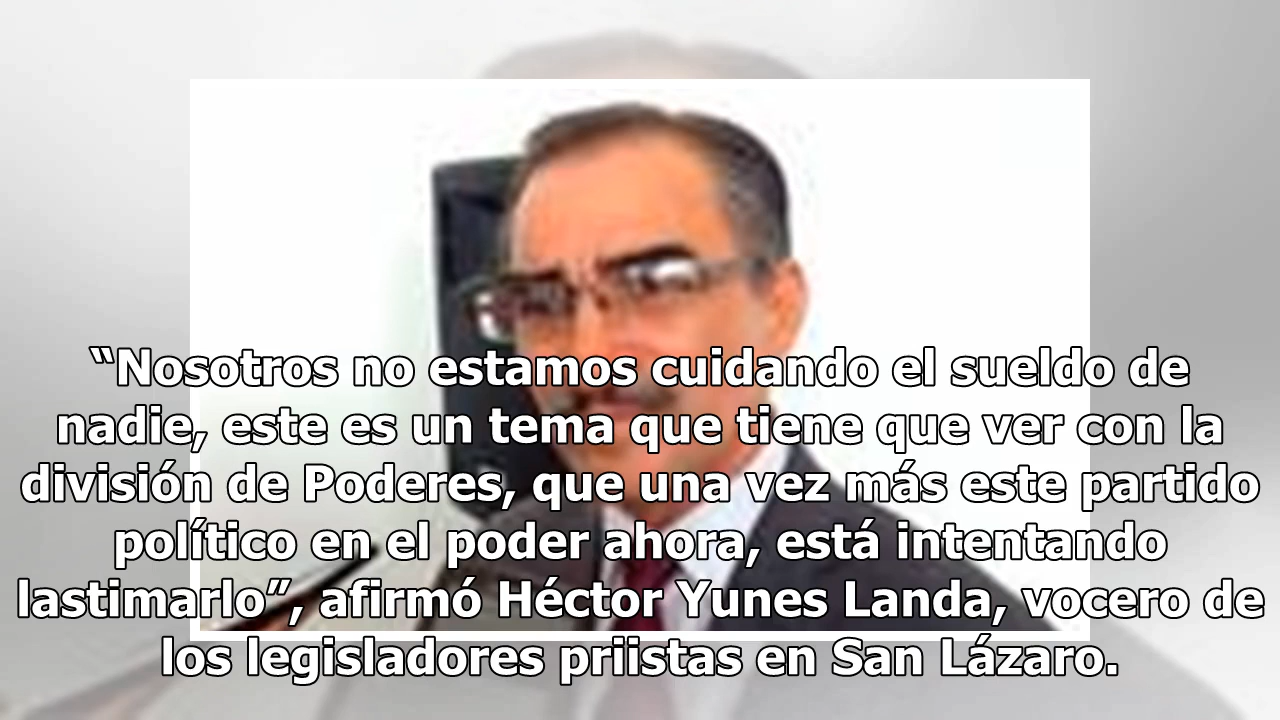 “Nosotros no estamos cuidando el sueldo de
nadie, este es un tema que tiene que ver con la
división de Poderes, que una vez más este partido
político en el poder ahora, está intentando
lastimarlo”, afirmó Héctor Yunes Landa, vocero de
los legisladores priistas en San Lázaro.